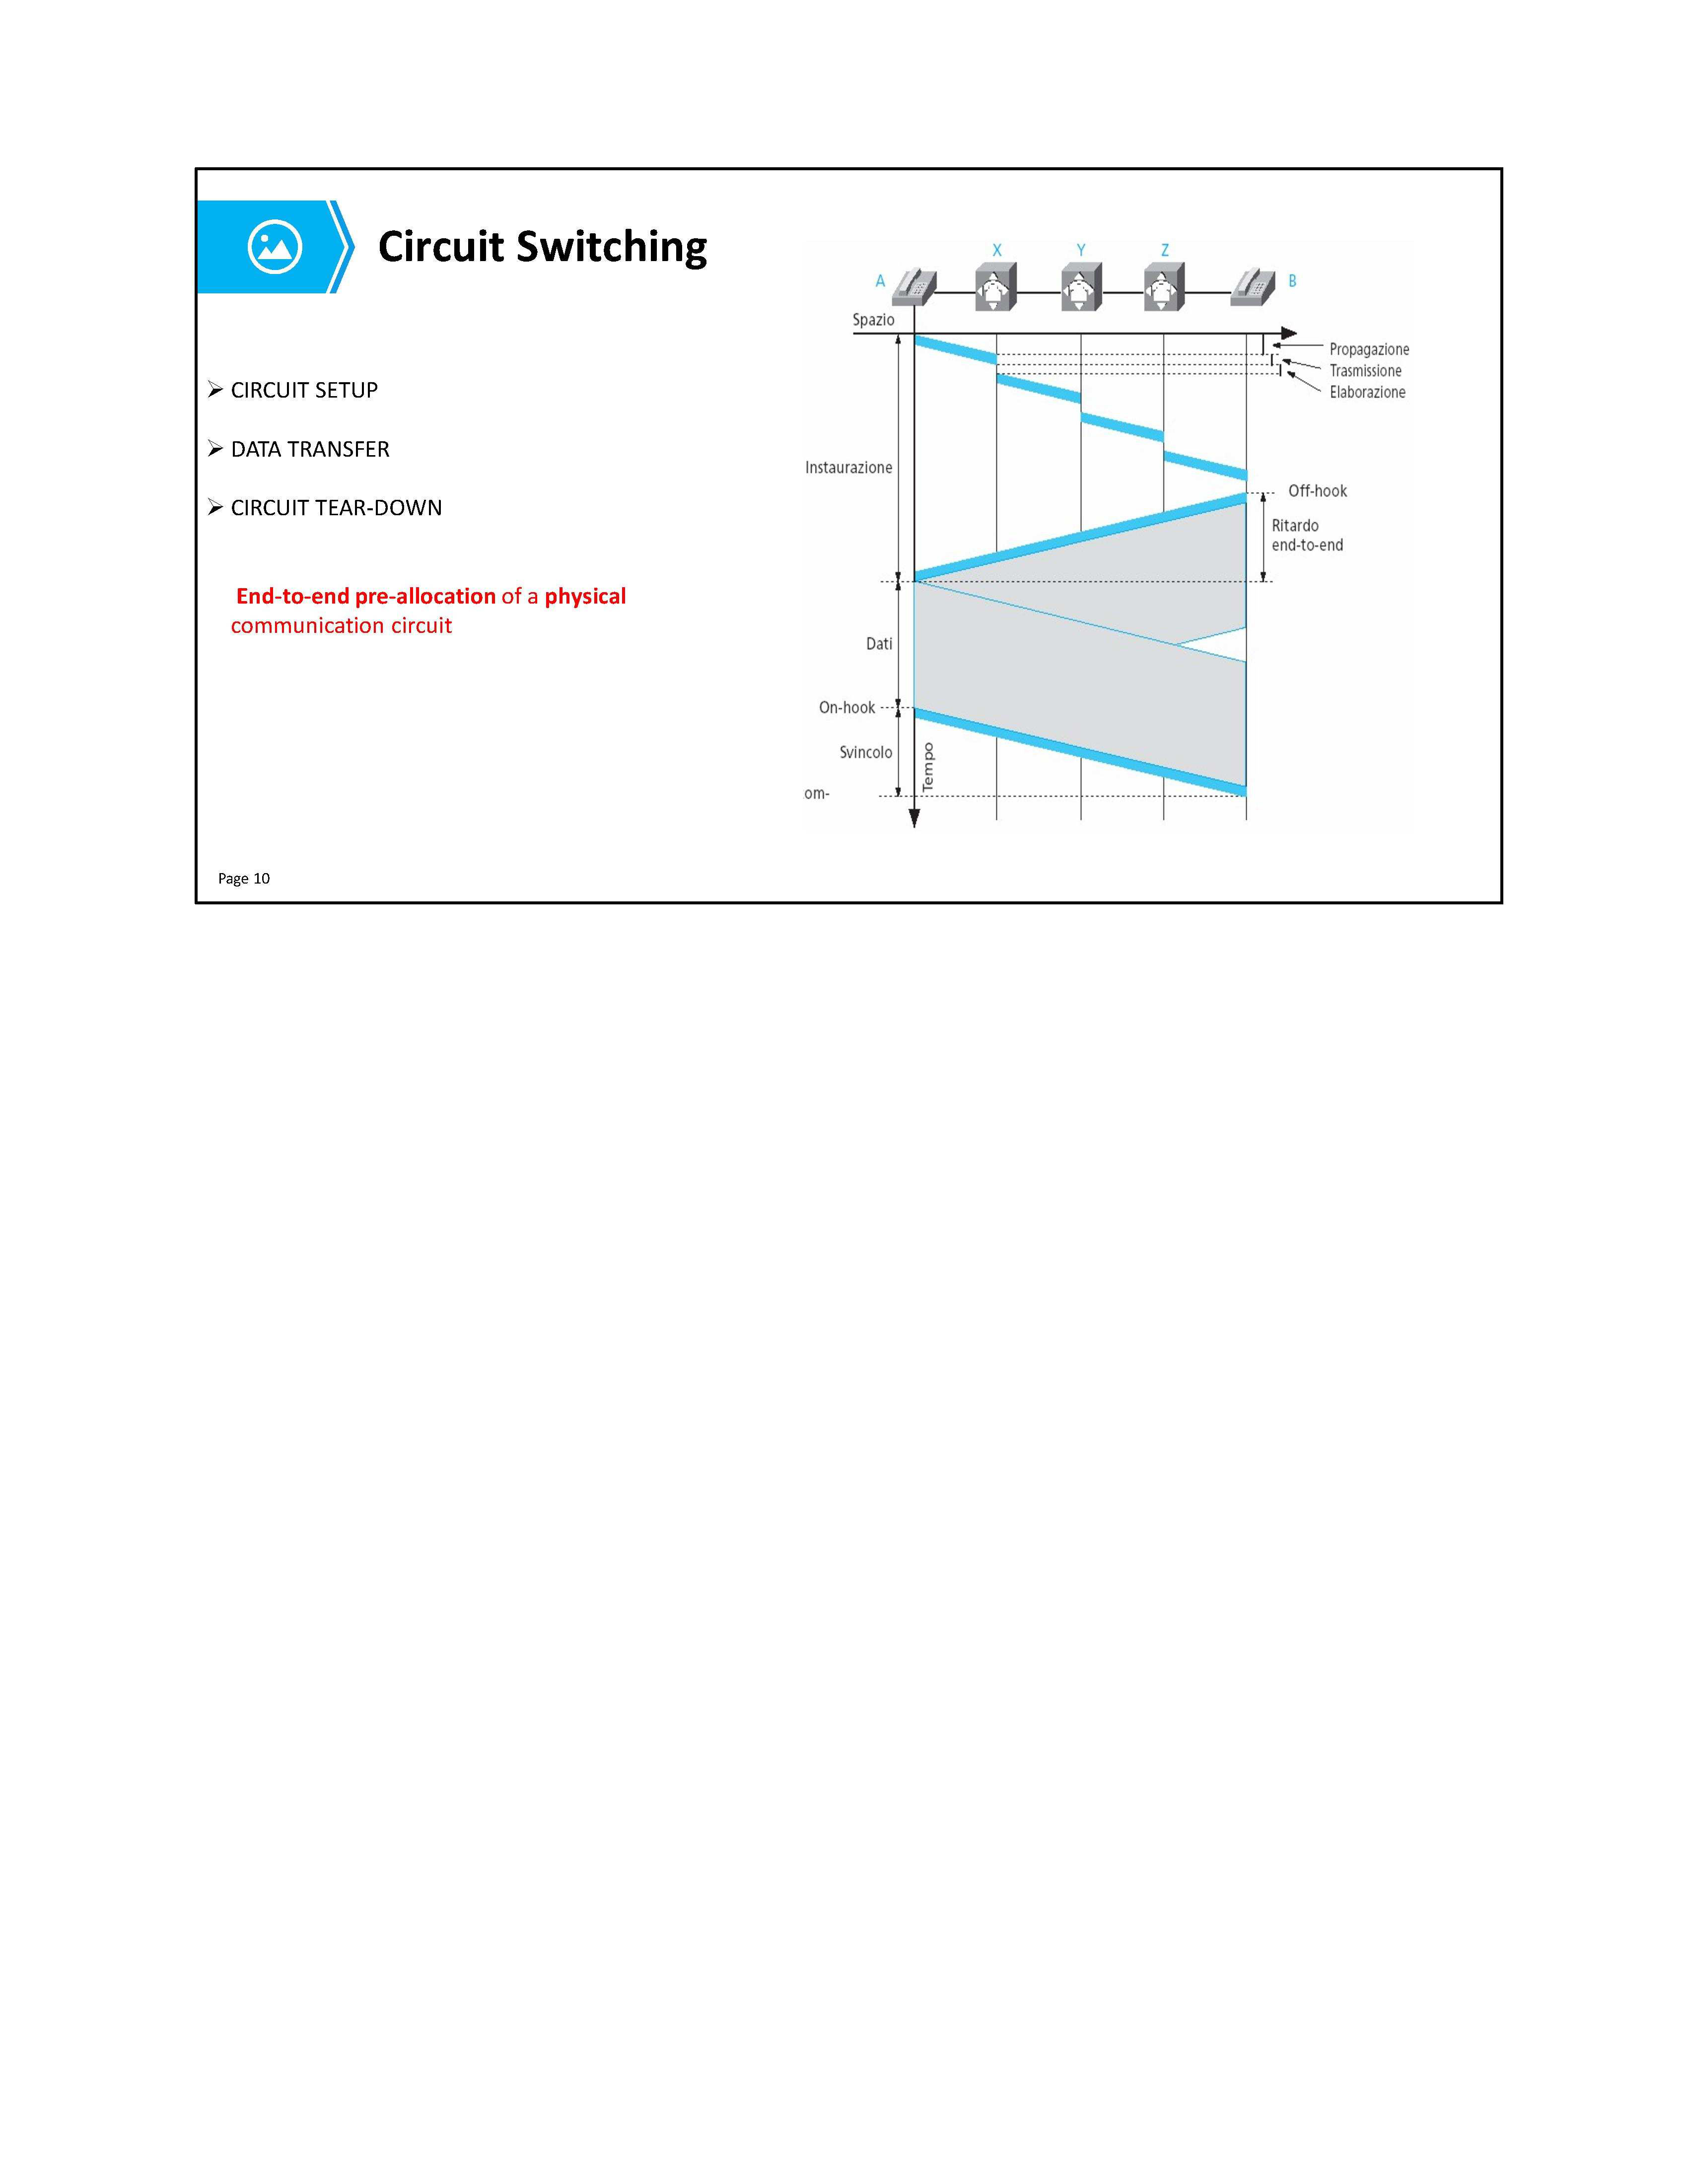 Circuit Switching
➢ CIRCUIT SETUP
➢ DATA TRANSFER
➢ CIRCUIT TEAR-DOWN
End-to-end pre-allocation of a physical
communication circuit
X Y Z
A B
Spazio
Propagazione
Trasmissione
Elaborazione
Instaurazione
Off-hook
Ritardo
end-to-end
Dati
On-hook
Svincolo
Tempo
om-
Page 10